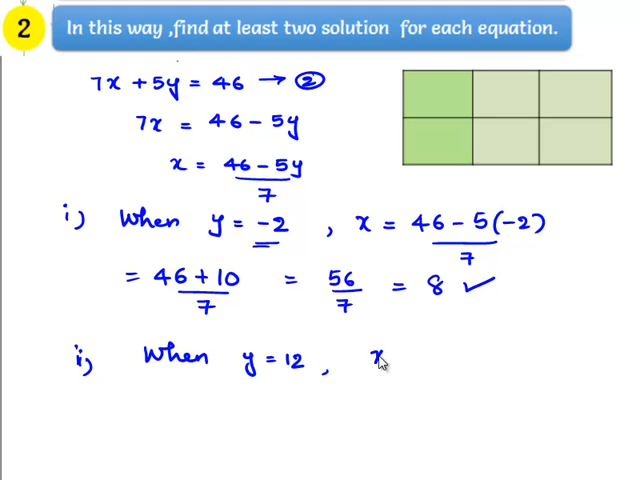 2 In this way ,find at least two solution for each equation.
7x + 5y = 46 → ②
7x = 46 - 5y
x = 46 - 5y / 7
i) When y = -2 , x = 46 - 5(-2) / 7
= 46 + 10 / 7 = 56 / 7 = 8 ✓
ii) When y = 12 , x